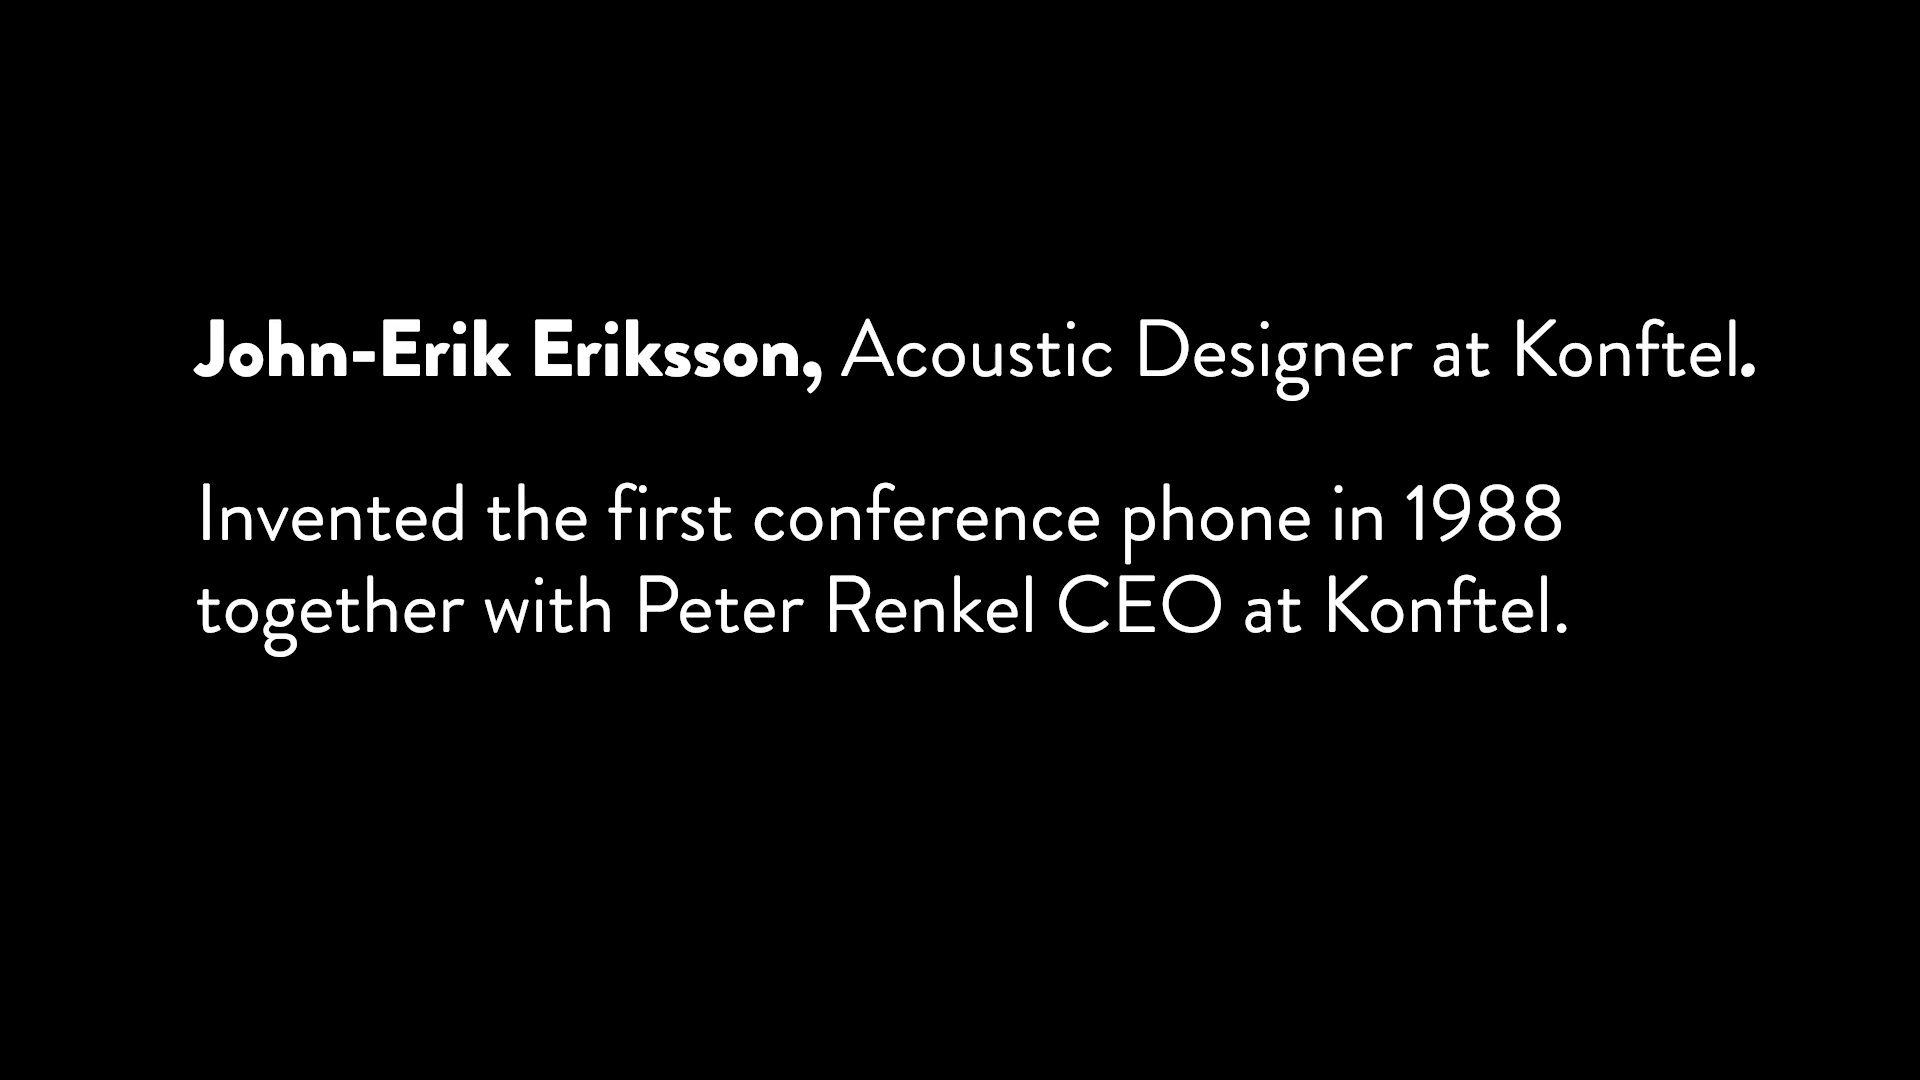 John-Erik Eriksson, Acoustic Designer at Konftel.
Invented the first conference phone in 1988
together with Peter Renkel CEO at Konftel.